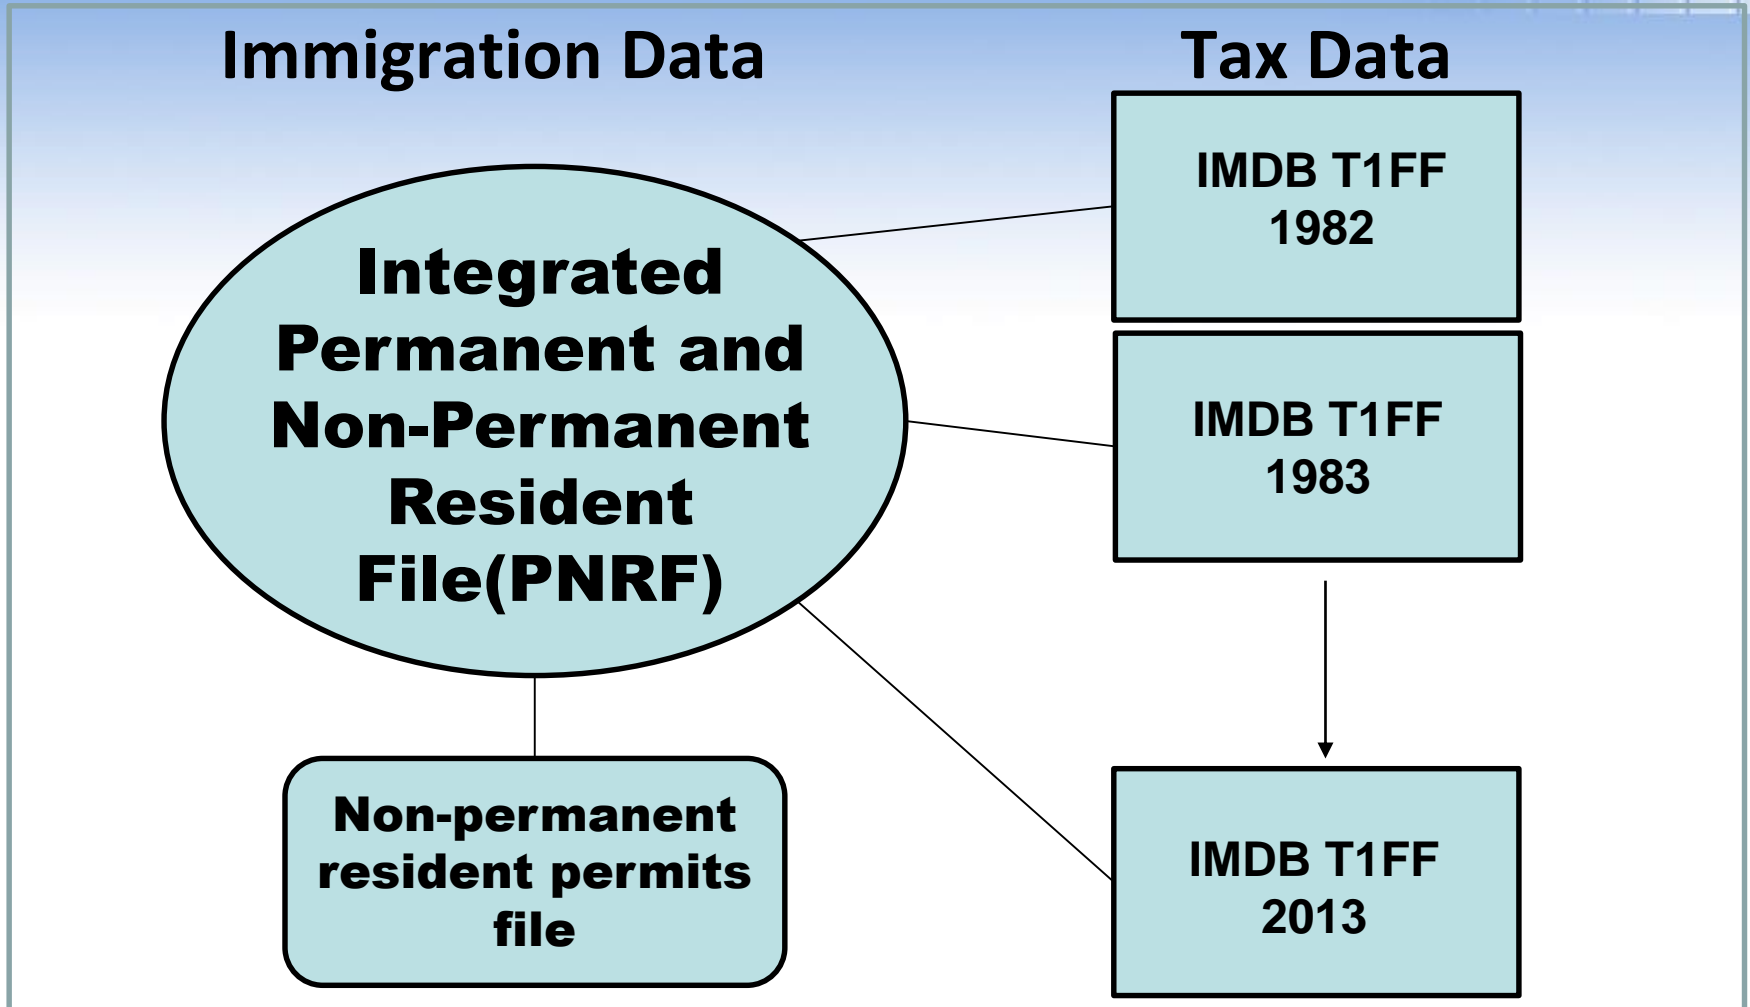 Immigration Data
Tax Data
Integrated
Permanent and
Non-Permanent
Resident
File(PNRF)
Non-permanent
resident permits
file
IMDB T1FF
1982
IMDB T1FF
1983
IMDB T1FF
2013